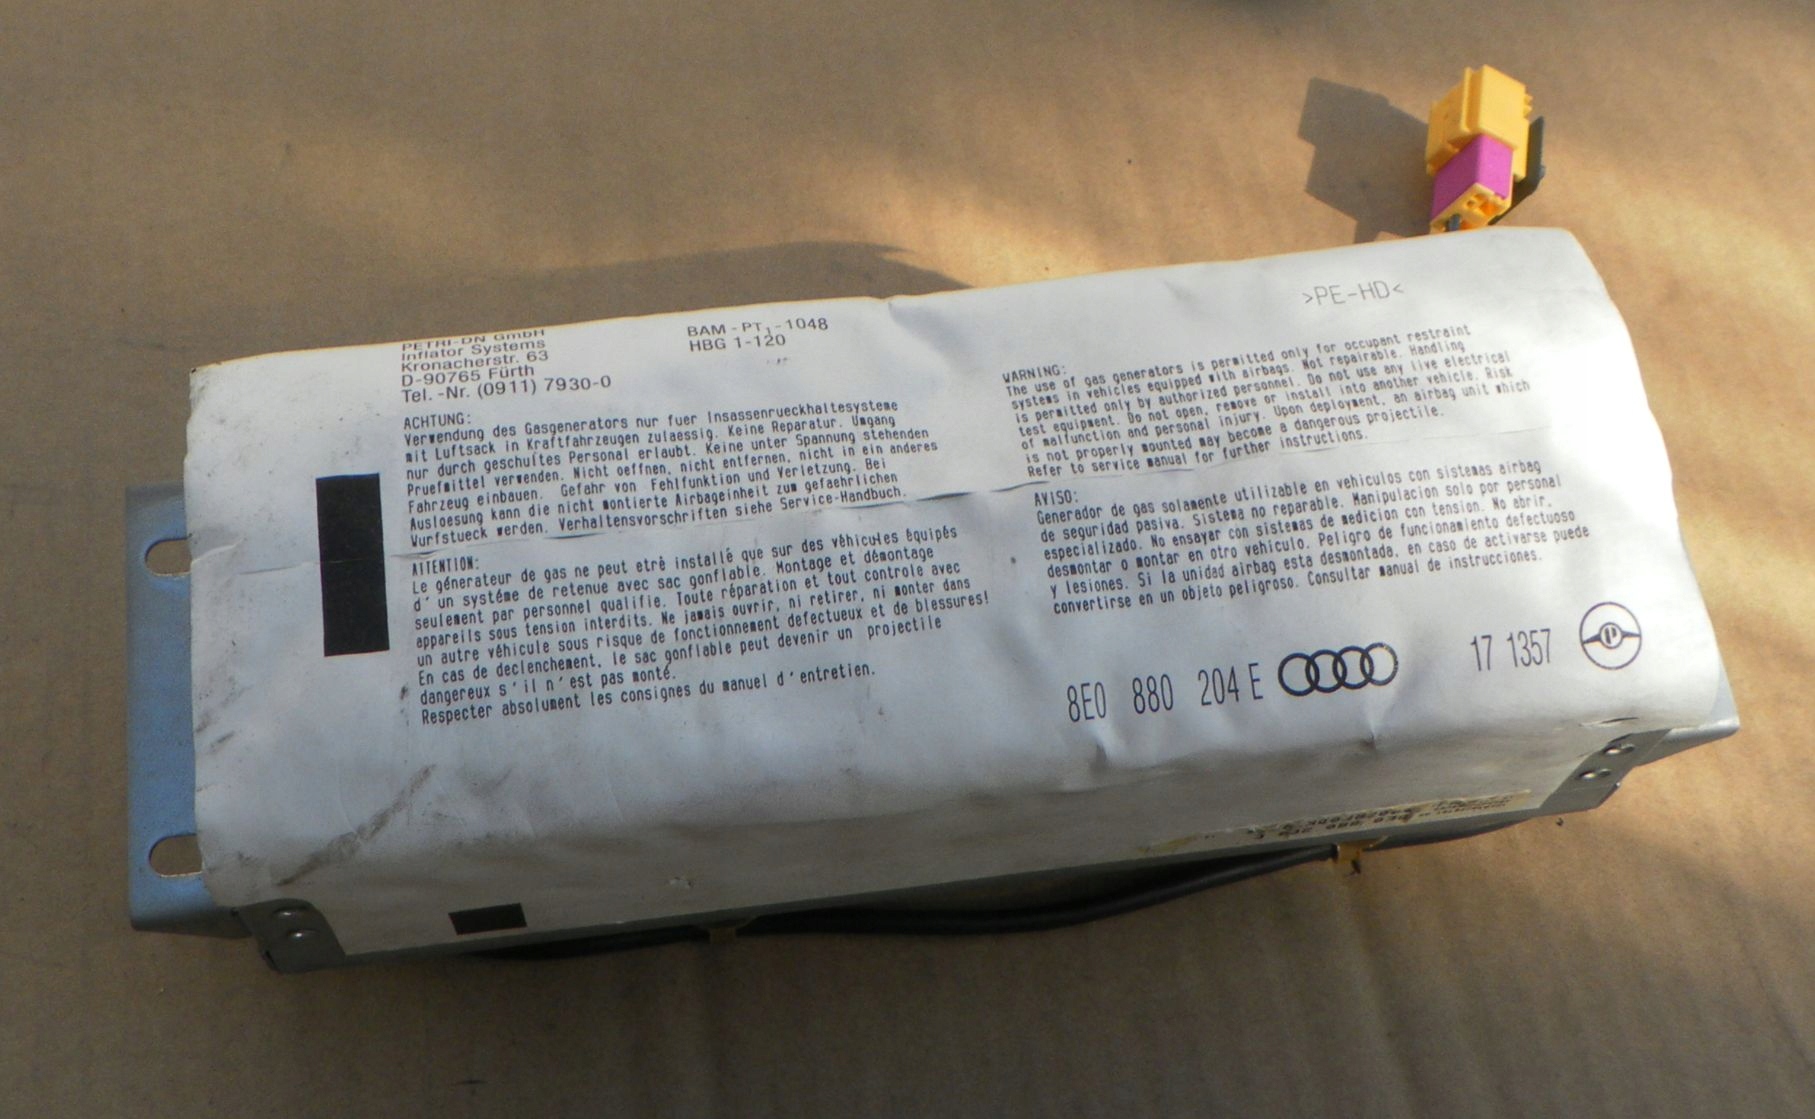 PETRI-DN GmbH
Inflator Systems
Kronacherstr. 63
D-90765 Fürth
Tel. -Nr. (0911) 7930-0
BAM - PT1-1048
HBG 1-120
>PE-HD<
ACHTUNG:
Verwendung des Gasgenerators nur fuer Insassenrueckhaltesysteme
mit Luftsack in Kraftfahrzeugen zulaessig. Keine Reparatur. Umgang
nur durch geschultes Personal erlaubt. Keine unter Spannung stehenden
Pruefmittel verwenden. Nicht oeffnen, nicht entfernen, nicht in ein anderes
Fahrzeug einbauen. Gefahr von Fehlfunktion und Verletzung. Bei
Ausloesung kann die nicht montierte Airbageinheit zum gefaehrlichen
Wurfstueck werden. Verhaltensvorschriften siehe Service-Handbuch.
ATTENTION:
Le générateur de gas ne peut etré installé que sur des véhicules équipés
d'un systéme de retenue avec sac gonflable. Montage et démontage
seulement par personnel qualifie. Toute réparation et tout controle avec
appareils sous tension interdits. Ne jamais ouvrir, ni retirer, ni monter dans
un autre véhicule sous risque de fonctionnement défectueux et de blessures!
En cas de declenchement, le sac gonflable peut devenir un projectile
dangereux s'il n'est pas monté.
Respecter absolument les consignes du manuel d'entretien.
WARNING:
The use of gas generators is permitted only for occupant restraint
systems in vehicles equipped with airbags. Not repairable. Handling
is permitted only by authorized personnel. Do not use any live electrical
test equipment. Do not open, remove or install into another vehicle. Risk
of malfunction and personal injury. Upon deployment, an airbag unit which
is not properly mounted may become a dangerous projectile.
Refer to service manual for further instructions.
AVISO:
Generador de gas solamente utilizable en vehiculos con sistemas airbag
de seguridad pasiva. Sistema no reparable. Manipulacion solo por personal
especializado. No ensayar con sistemas de medicion con tension. No abrir,
desmontar o montar en otro vehiculo. Peligro de funcionamiento defectuoso
y lesiones. Si la unidad airbag esta desmontada, en caso de activarse puede
convertirse en un objeto peligroso. Consultar manual de instrucciones.
8E0 880 204 E
17 1357
P